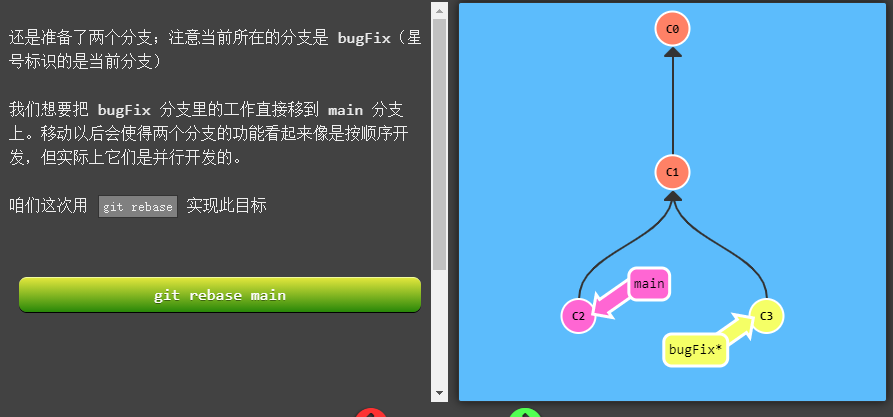 还是准备了两个分支；注意当前所在的分支是 bugFix（星
号标识的是当前分支）
我们想要把 bugFix 分支里的工作直接移到 main 分支
上。移动以后会使得两个分支的功能看起来像是按顺序开
发，但实际上它们是并行开发的。
咱们这次用 git rebase 实现此目标
git rebase main
C0
C1
main
C2
C3
bugFix*